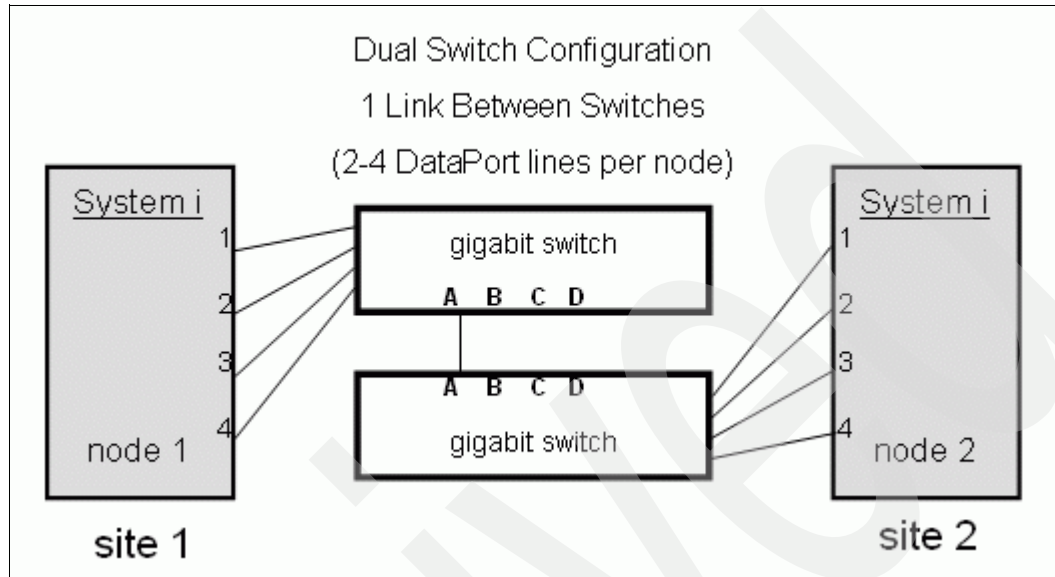 Dual Switch Configuration
1 Link Between Switches
(2-4 DataPort lines per node)
System i
1
2
3
4
node 1
site 1
gigabit switch
A B C D
A B C D
gigabit switch
System i
1
2
3
4
node 2
site 2